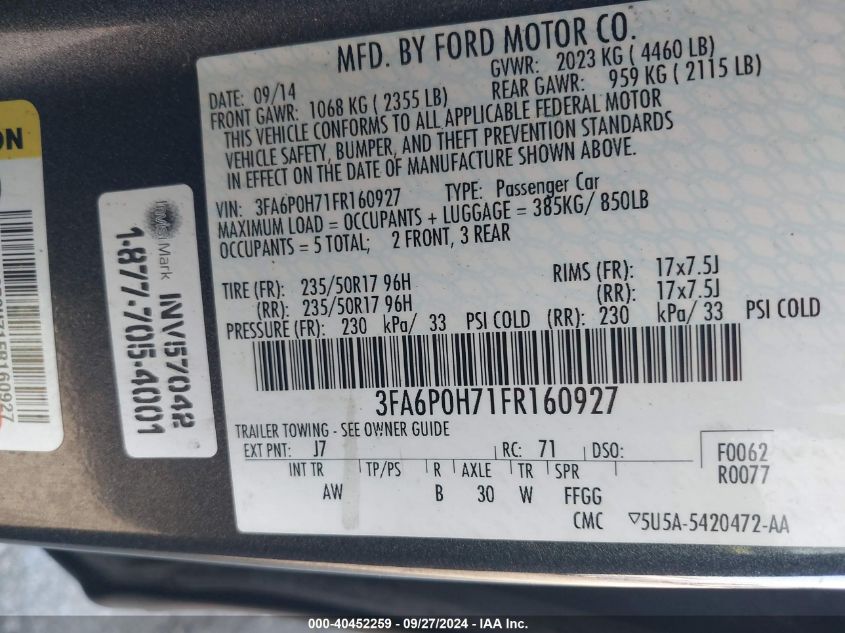 MFD. BY FORD MOTOR CO.
DATE: 09/14 GVWR: 2023 KG ( 4460 LB)
FRONT GAWR: 1068 KG ( 2355 LB) REAR GAWR: 959 KG ( 2115 LB)
THIS VEHICLE CONFORMS TO ALL APPLICABLE FEDERAL MOTOR
VEHICLE SAFETY, BUMPER, AND THEFT PREVENTION STANDARDS
IN EFFECT ON THE DATE OF MANUFACTURE SHOWN ABOVE.
VIN: 3FA6P0H71FR160927 TYPE: Passenger Car
MAXIMUM LOAD = OCCUPANTS + LUGGAGE = 385KG/ 850LB
OCCUPANTS = 5 TOTAL; 2 FRONT, 3 REAR
TIRE (FR): 235/50R17 96H RIMS (FR): 17x7.5J
(RR): 235/50R17 96H (RR): 17x7.5J
PRESSURE (FR): 230 kPa/ 33 PSI COLD (RR): 230 kPa/ 33 PSI COLD
3FA6P0H71FR160927
TRAILER TOWING - SEE OWNER GUIDE
EXT PNT: J7 RC: 71 DSO: F0062
INT TR TP/PS R AXLE TR SPR R0077
AW B 30 W FFGG
CMC ▽5U5A-5420472-AA
InvisiMark
INV57042
1-877-705-4001
ON
FR160927
000-40452259 - 09/27/2024 - IAA Inc.